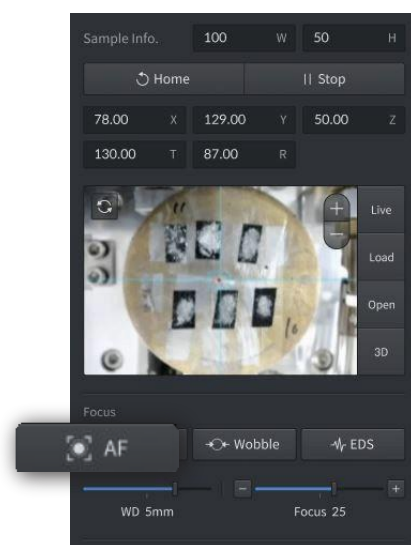 Sample Info. 100 W 50 H
Home || Stop
78.00 X 129.00 Y 50.00 Z
130.00 T 87.00 R
Live
Load
Open
3D
Focus
AF Wobble EDS
WD 5mm Focus 25